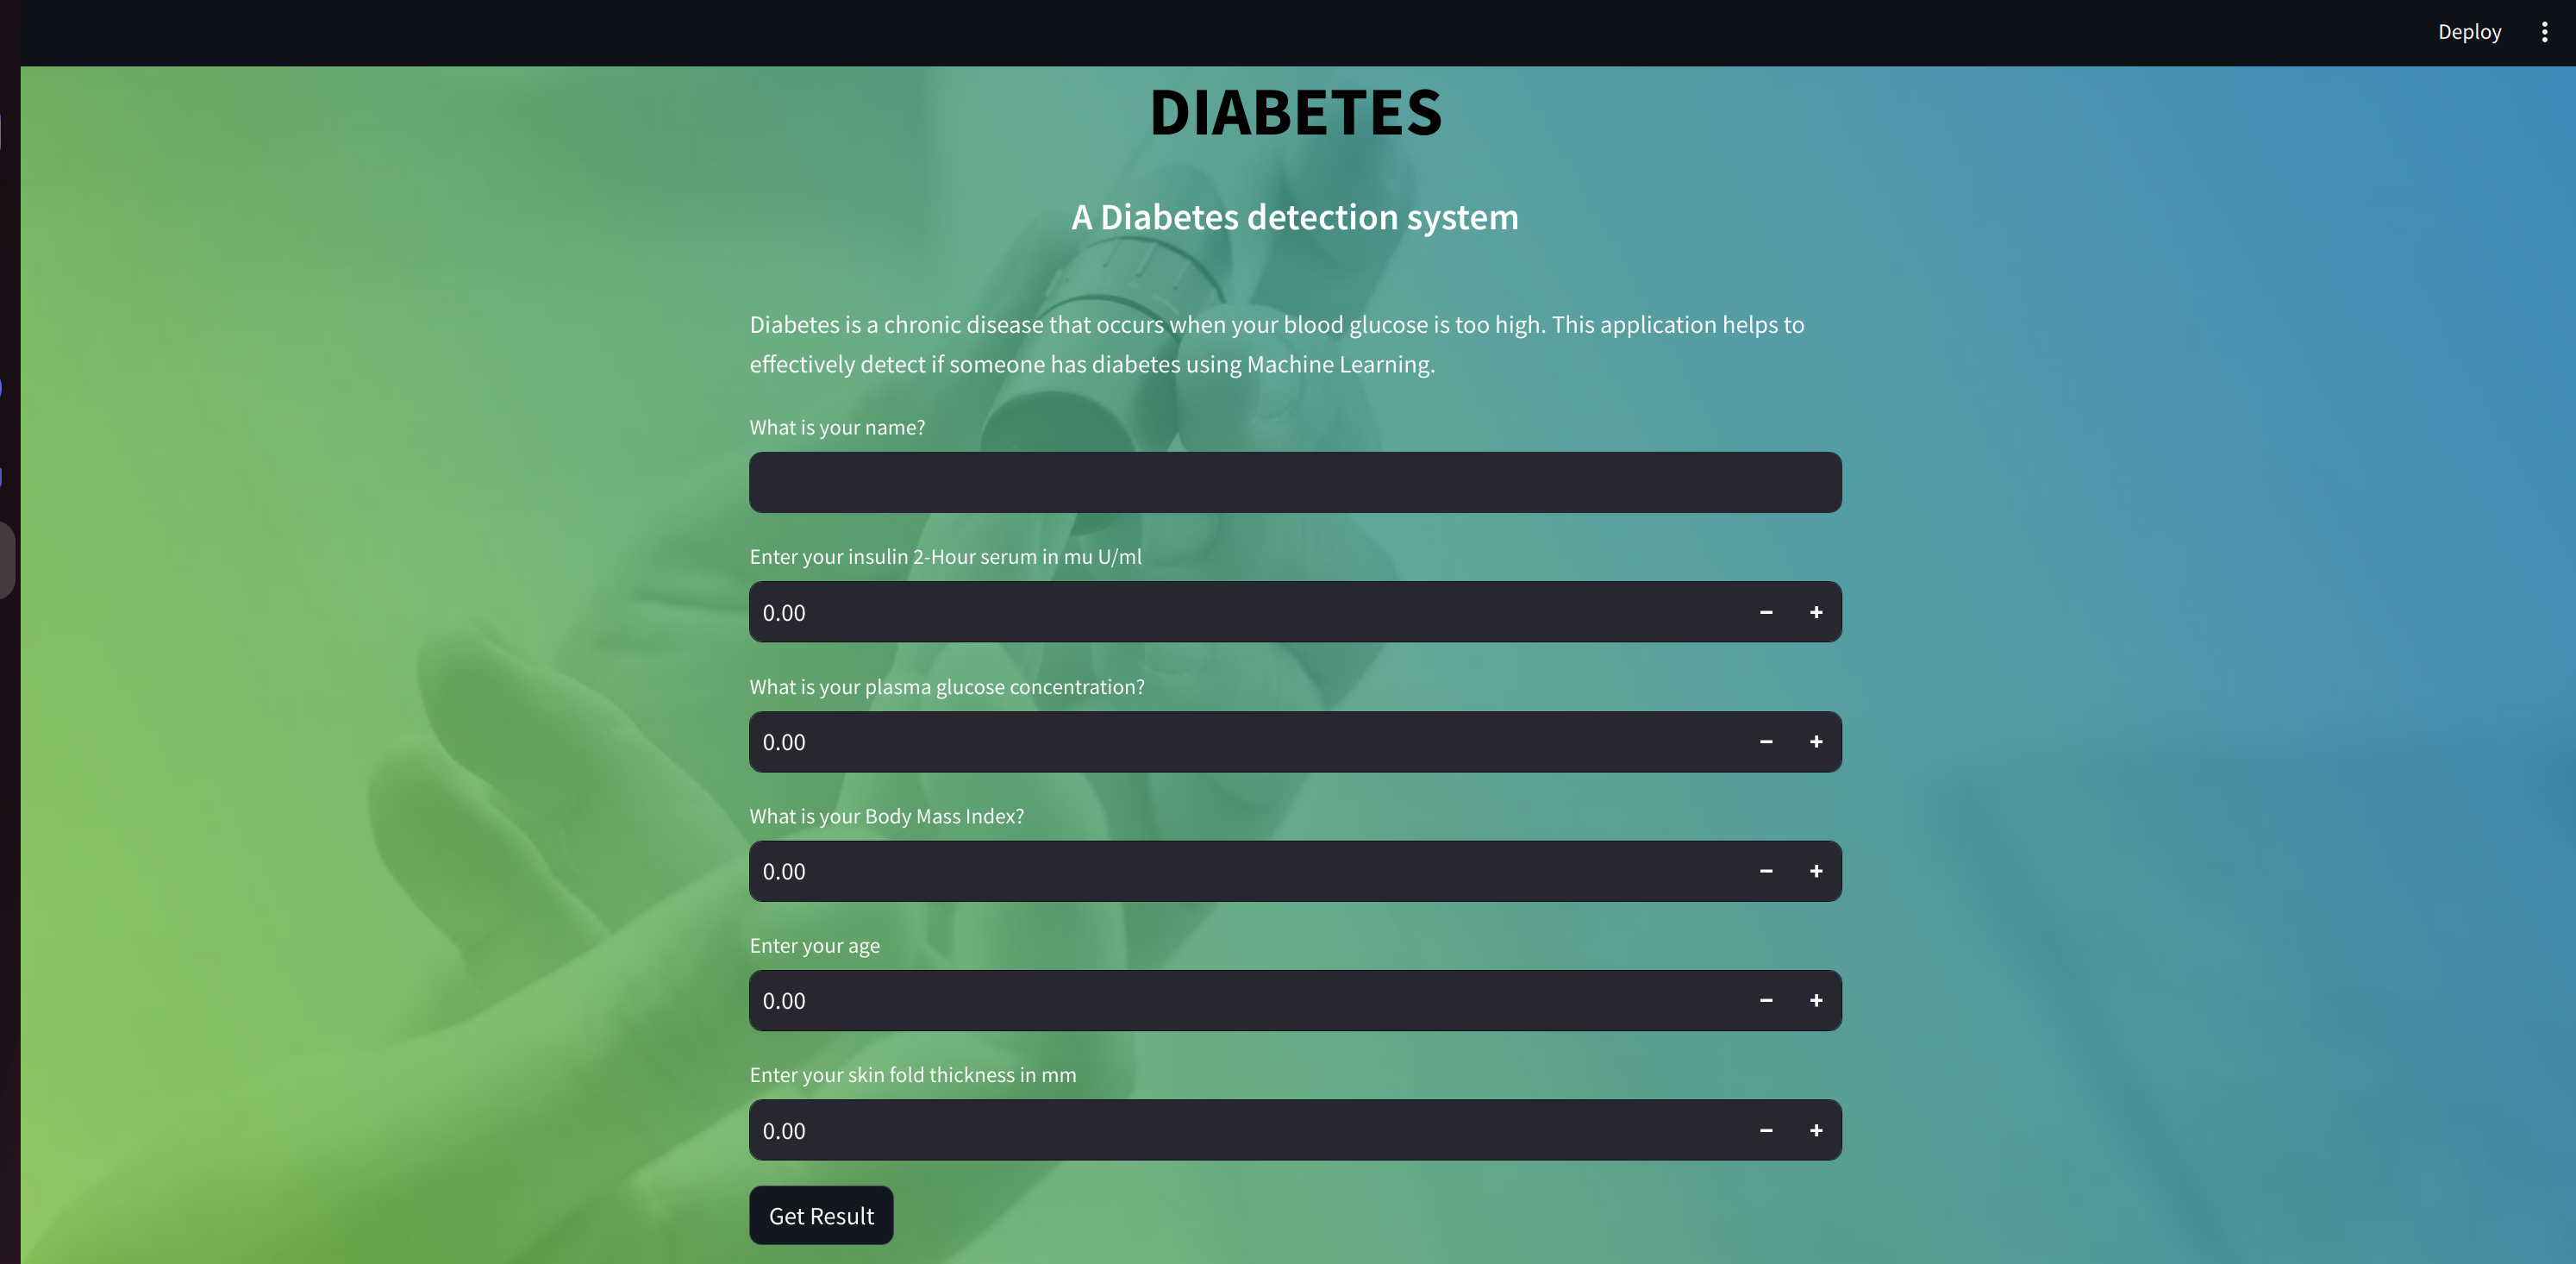 Deploy
DIABETES
A Diabetes detection system
Diabetes is a chronic disease that occurs when your blood glucose is too high. This application helps to
effectively detect if someone has diabetes using Machine Learning.
What is your name?
Enter your insulin 2-Hour serum in mu U/ml
0.00
What is your plasma glucose concentration?
0.00
What is your Body Mass Index?
0.00
Enter your age
0.00
Enter your skin fold thickness in mm
0.00
Get Result